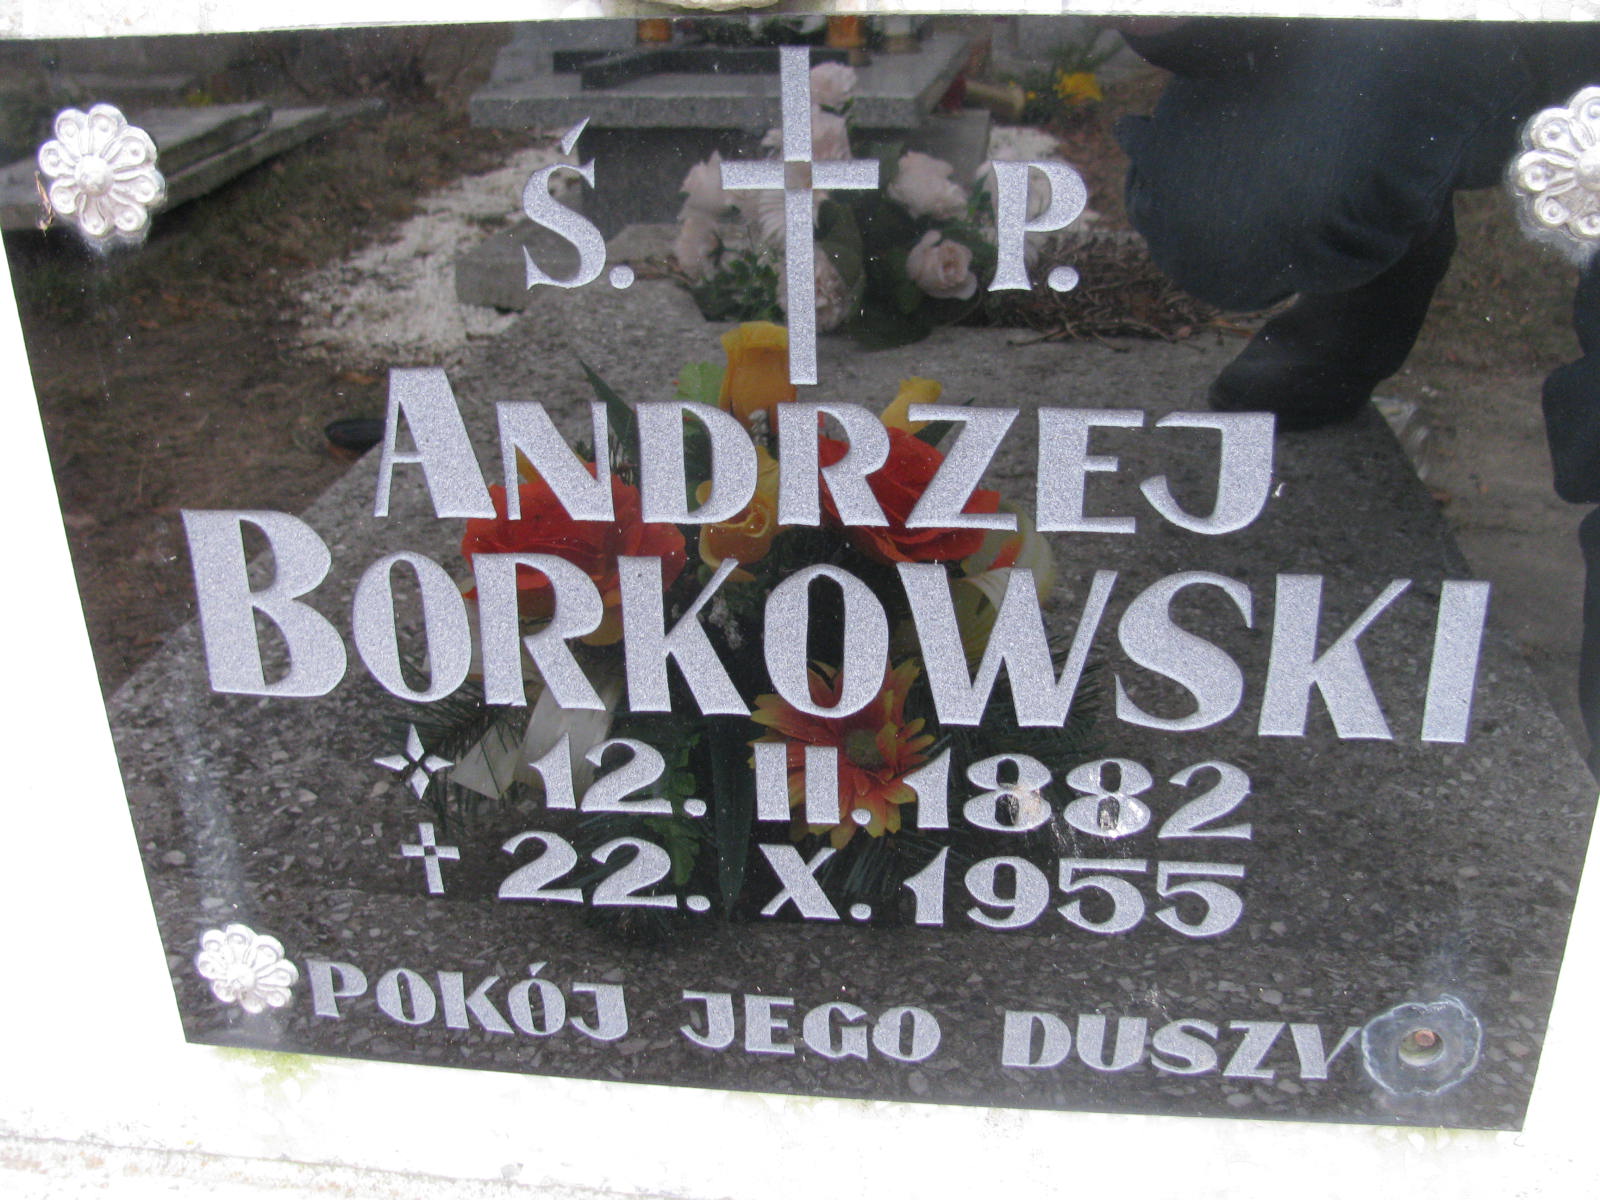 Ś. P.
ANDRZEJ
BORKOWSKI
12. II. 1882
22. X. 1955
POKÓJ JEGO DUSZY